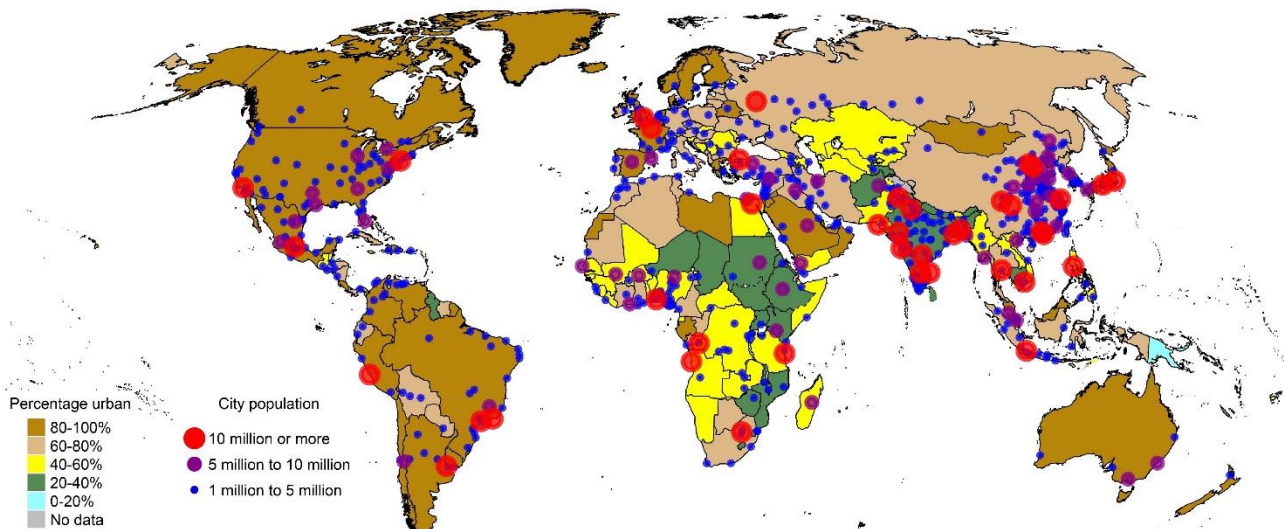 Percentage urban
80-100%
60-80%
40-60%
20-40%
0-20%
No data
City population
10 million or more
5 million to 10 million
1 million to 5 million